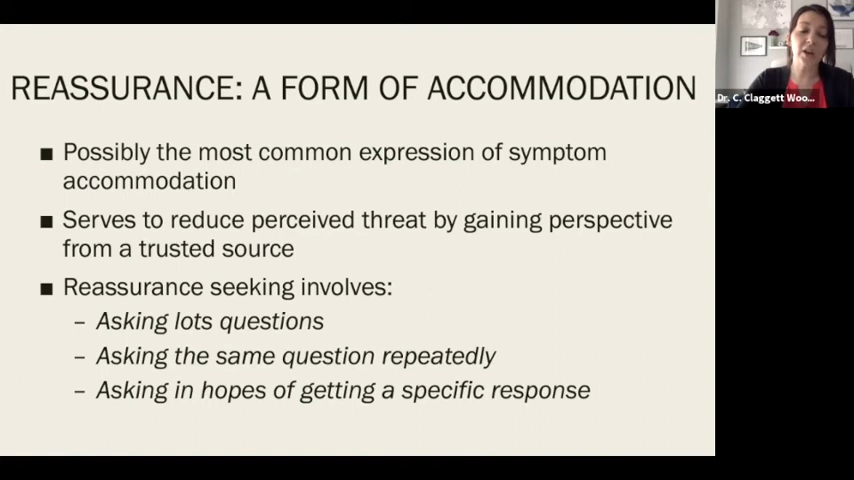 REASSURANCE: A FORM OF ACCOMMODATION
■ Possibly the most common expression of symptom
accommodation
■ Serves to reduce perceived threat by gaining perspective
from a trusted source
■ Reassurance seeking involves:
– Asking lots questions
– Asking the same question repeatedly
– Asking in hopes of getting a specific response
Dr. C. Claggett Woo...